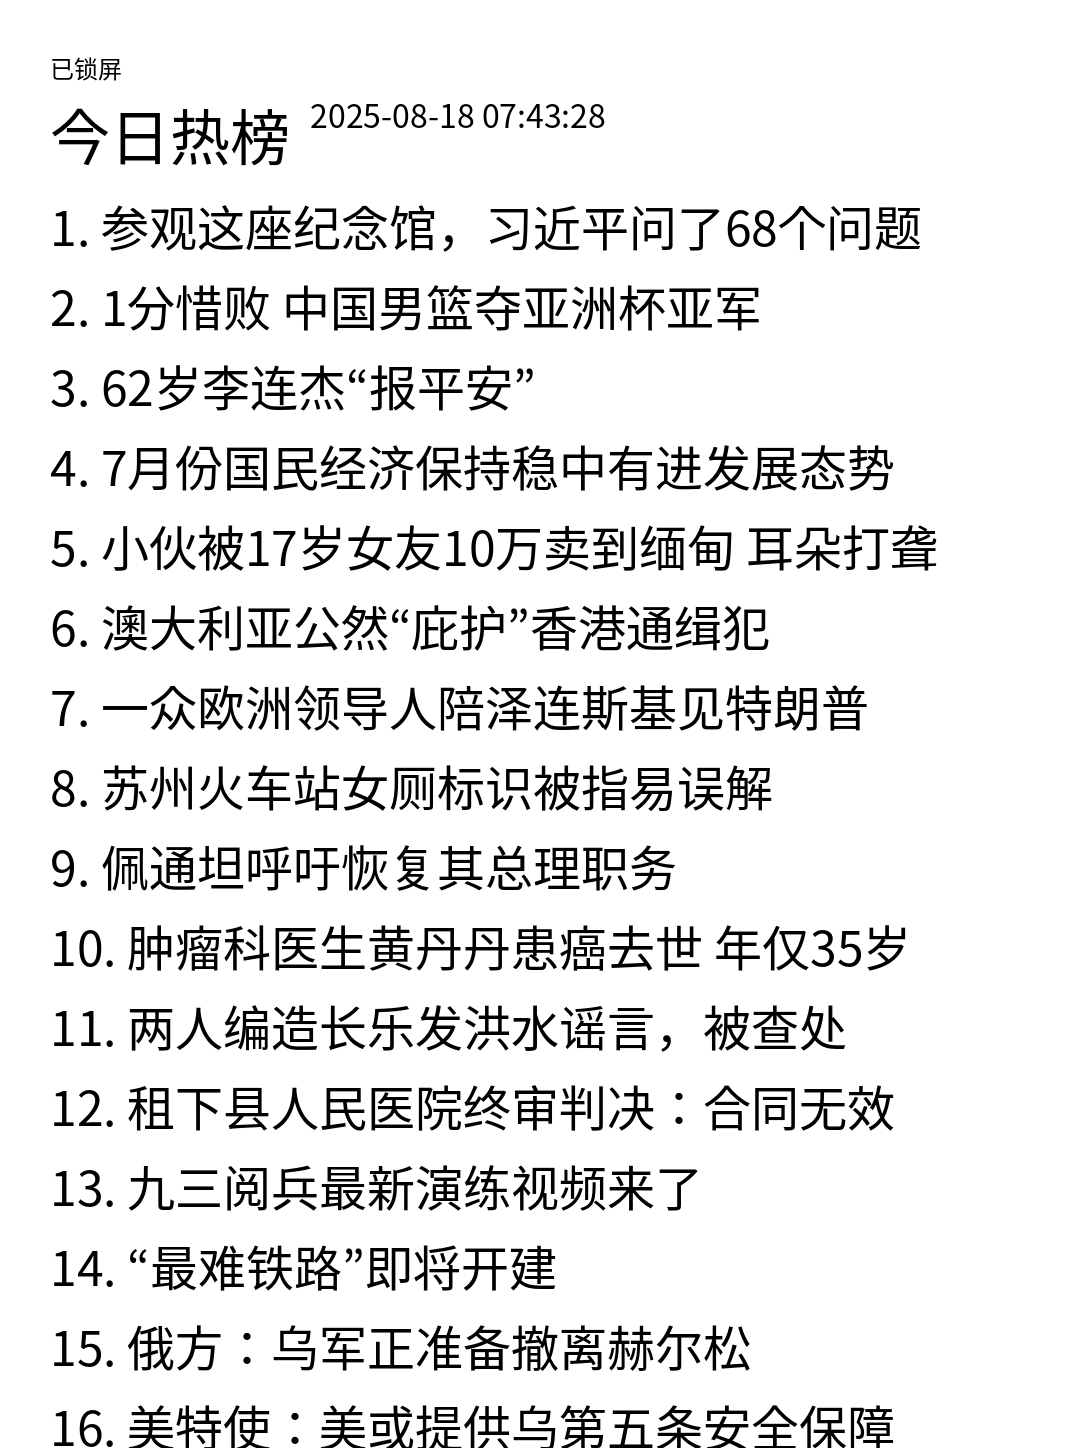 已锁屏
今日热榜 2025-08-18 07:43:28
1. 参观这座纪念馆，习近平问了68个问题
2. 1分惜败 中国男篮夺亚洲杯亚军
3. 62岁李连杰“报平安”
4. 7月份国民经济保持稳中有进发展态势
5. 小伙被17岁女友10万卖到缅甸 耳朵打聋
6. 澳大利亚公然“庇护”香港通缉犯
7. 一众欧洲领导人陪泽连斯基见特朗普
8. 苏州火车站女厕标识被指易误解
9. 佩通坦呼吁恢复其总理职务
10. 肿瘤科医生黄丹丹患癌去世 年仅35岁
11. 两人编造长乐发洪水谣言，被查处
12. 租下县人民医院终审判决：合同无效
13. 九三阅兵最新演练视频来了
14. “最难铁路”即将开建
15. 俄方：乌军正准备撤离赫尔松
16. 美特使：美或提供乌第五条安全保障